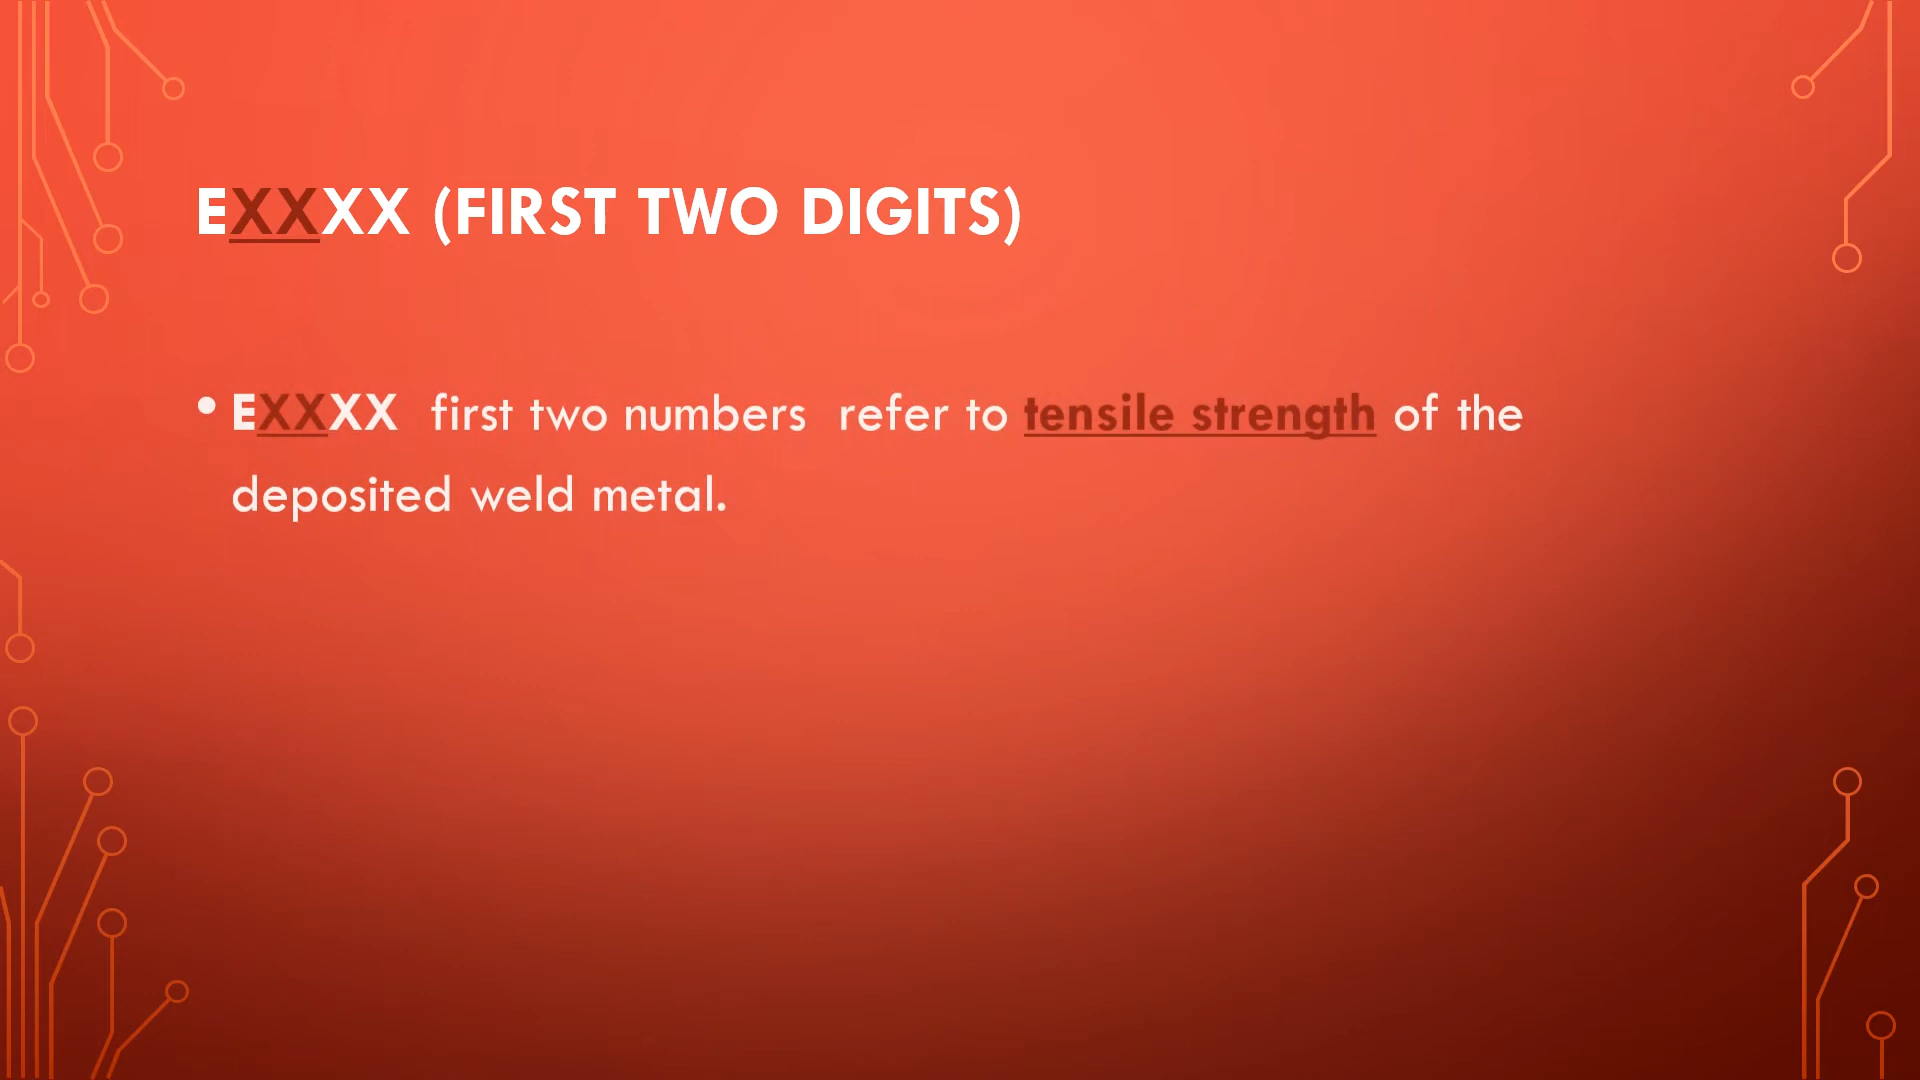 EXXXX (FIRST TWO DIGITS)
• EXXXX first two numbers refer to tensile strength of the
deposited weld metal.